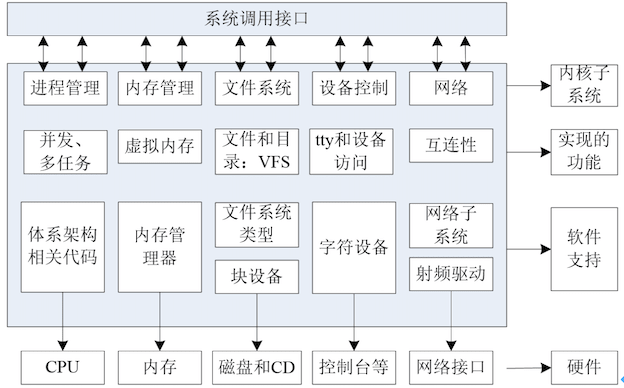 系统调用接口
进程管理
内存管理
文件系统
设备控制
网络
内核子
系统
并发、
多任务
虚拟内存
文件和目
录：VFS
tty和设备
访问
互连性
实现的
功能
体系架构
相关代码
内存管
理器
文件系统
类型
块设备
字符设备
网络子
系统
射频驱动
软件
支持
CPU
内存
磁盘和CD
控制台等
网络接口
硬件